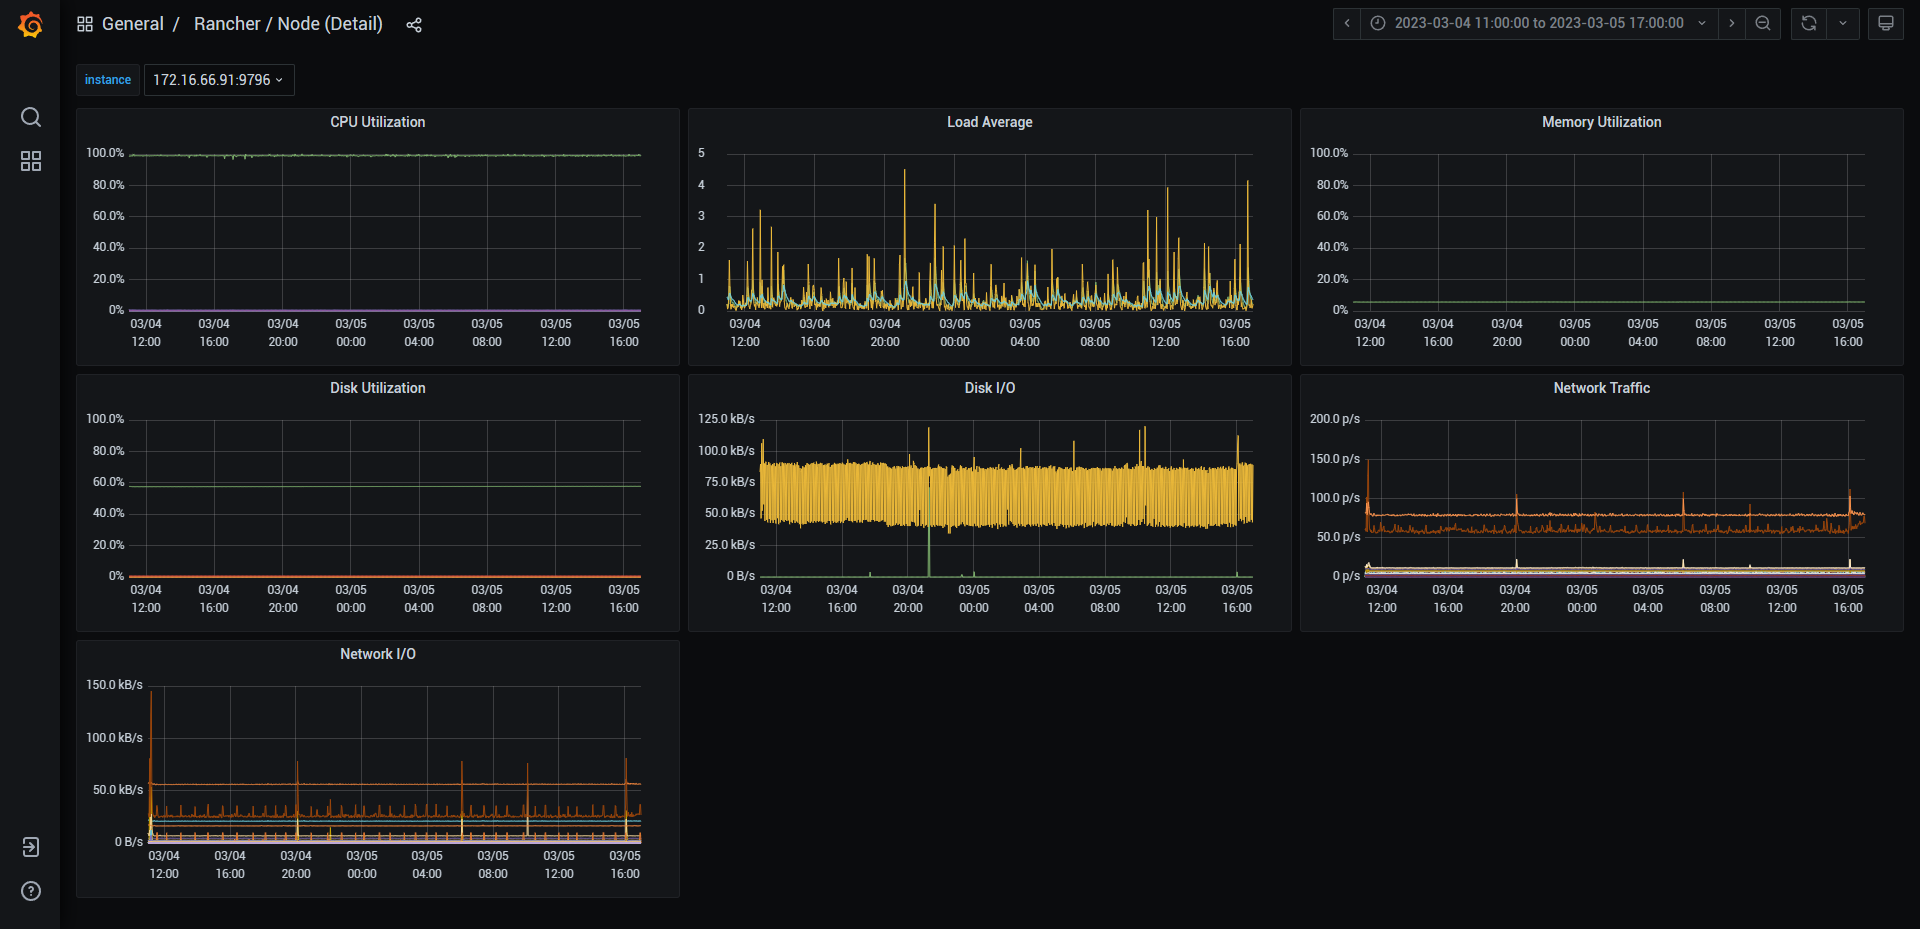 General / Rancher / Node (Detail)
2023-03-04 11:00:00 to 2023-03-05 17:00:00
instance 172.16.66.91:9796
CPU Utilization
100.0%
80.0%
60.0%
40.0%
20.0%
0%
03/04 03/04 03/04 03/05 03/05 03/05 03/05 03/05
12:00 16:00 20:00 00:00 04:00 08:00 12:00 16:00
Load Average
5
4
3
2
1
0
03/04 03/04 03/04 03/05 03/05 03/05 03/05 03/05
12:00 16:00 20:00 00:00 04:00 08:00 12:00 16:00
Memory Utilization
100.0%
80.0%
60.0%
40.0%
20.0%
0%
03/04 03/04 03/04 03/05 03/05 03/05 03/05 03/05
12:00 16:00 20:00 00:00 04:00 08:00 12:00 16:00
Disk Utilization
100.0%
80.0%
60.0%
40.0%
20.0%
0%
03/04 03/04 03/04 03/05 03/05 03/05 03/05 03/05
12:00 16:00 20:00 00:00 04:00 08:00 12:00 16:00
Disk I/O
125.0 kB/s
100.0 kB/s
75.0 kB/s
50.0 kB/s
25.0 kB/s
0 B/s
03/04 03/04 03/04 03/05 03/05 03/05 03/05 03/05
12:00 16:00 20:00 00:00 04:00 08:00 12:00 16:00
Network Traffic
200.0 p/s
150.0 p/s
100.0 p/s
50.0 p/s
0 p/s
03/04 03/04 03/04 03/05 03/05 03/05 03/05 03/05
12:00 16:00 20:00 00:00 04:00 08:00 12:00 16:00
Network I/O
150.0 kB/s
100.0 kB/s
50.0 kB/s
0 B/s
03/04 03/04 03/04 03/05 03/05 03/05 03/05 03/05
12:00 16:00 20:00 00:00 04:00 08:00 12:00 16:00